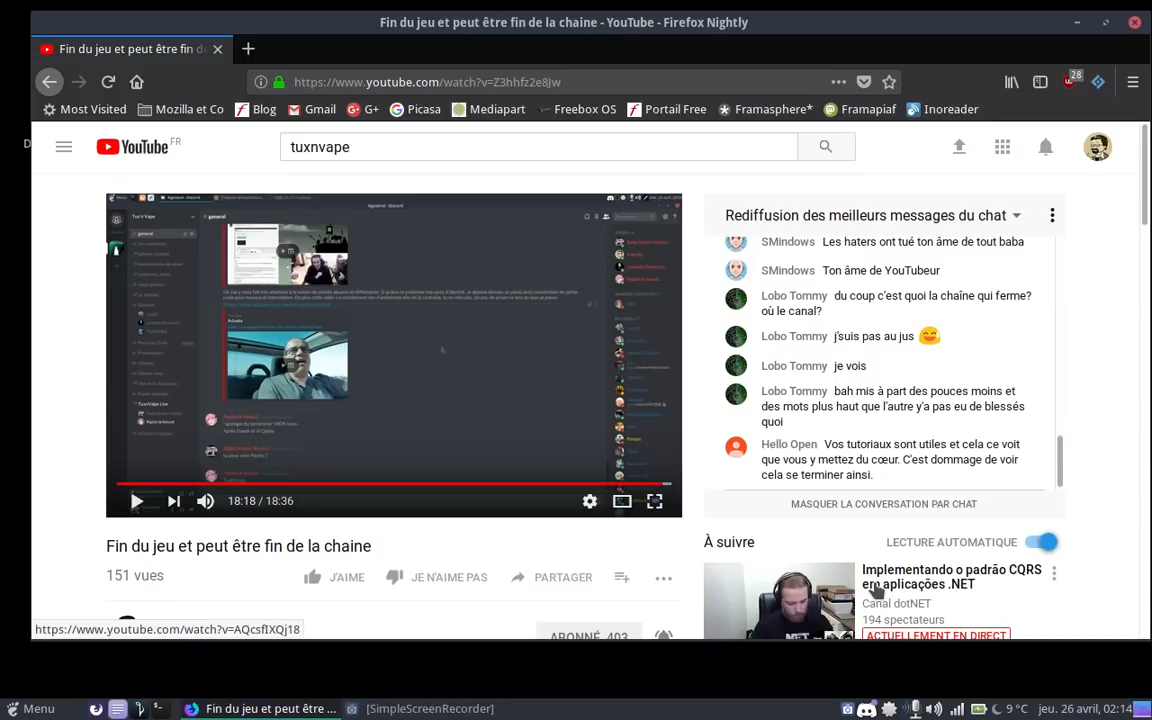 Fin du jeu et peut être fin de la chaine - YouTube - Firefox Nightly
Fin du jeu et peut être fin de
https://www.youtube.com/watch?v=Z3hhfz2e8Jw
28
Most Visited
Mozilla et Co
Blog
Gmail
G+
Picasa
Mediapart
Freebox OS
Portail Free
Framasphere*
Framapiaf
Inoreader
D
YouTube FR
tuxnvape
Rediffusion des meilleurs messages du chat
SMindows Les haters ont tué ton âme de tout baba
SMindows Ton âme de YouTubeur
Lobo Tommy du coup c'est quoi la chaîne qui ferme?
où le canal?
Lobo Tommy j'suis pas au jus
Lobo Tommy je vois
Lobo Tommy bah mis à part des pouces moins et
des mots plus haut que l'autre y'a pas eu de blessés
quoi
Hello Open Vos tutoriaux sont utiles et cela ce voit
que vous y mettez du cœur. C'est dommage de voir
cela se terminer ainsi.
MASQUER LA CONVERSATION PAR CHAT
18:18 / 18:36
Fin du jeu et peut être fin de la chaine
151 vues
J'AIME
JE N'AIME PAS
PARTAGER
ABONNÉ 403
À suivre
LECTURE AUTOMATIQUE
Implementando o padrão CQRS
em aplicações .NET
Canal dotNET
194 spectateurs
ACTUELLEMENT EN DIRECT
https://www.youtube.com/watch?v=AQcsfIXQj18
Menu
Fin du jeu et peut être fin de la ...
[SimpleScreenRecorder]
9 °C
jeu. 26 avril, 02:14